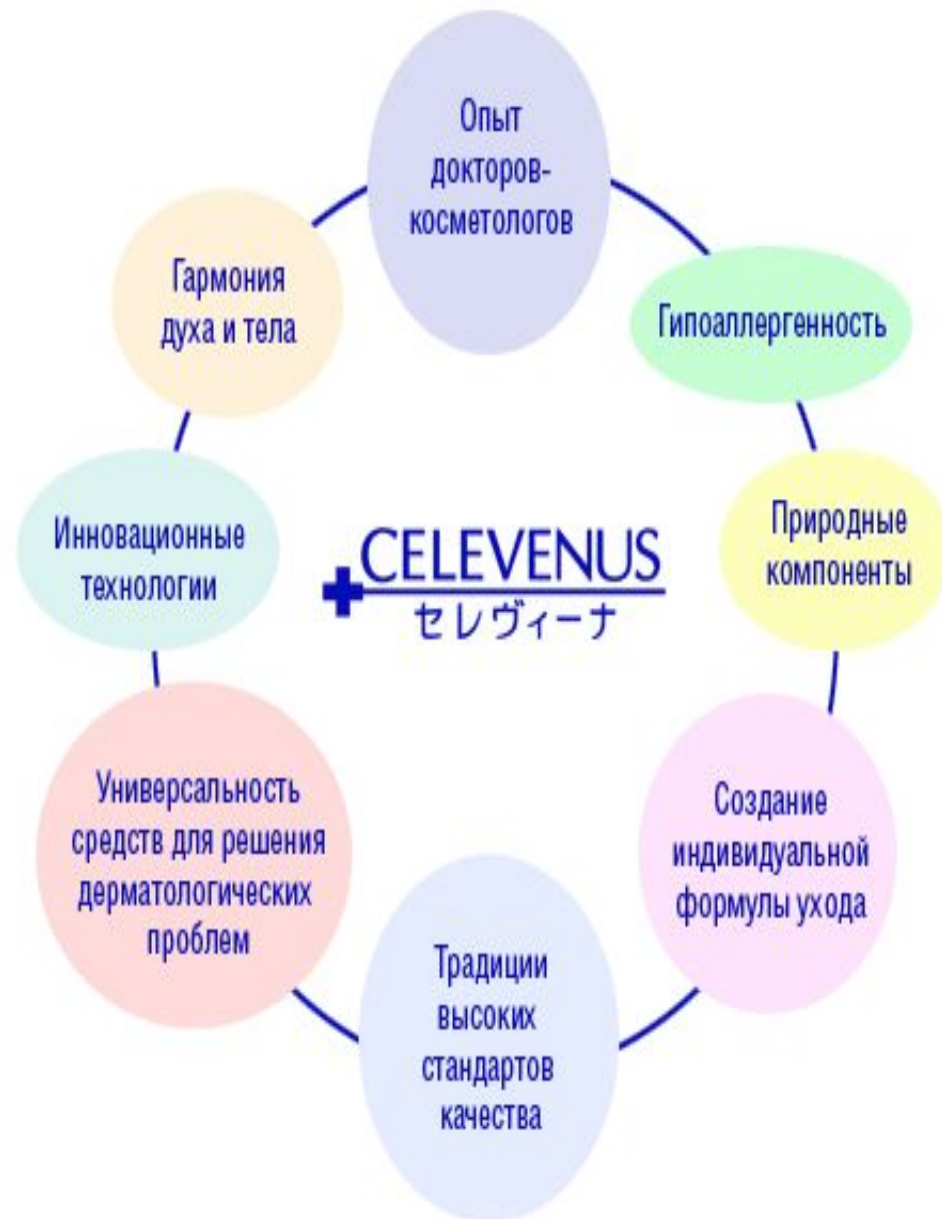 Опыт
докторов-
косметологов
Гармония
духа и тела
Гипоаллергенность
Инновационные
технологии
CELEVENUS
セレヴィーナ
Природные
компоненты
Универсальность
средств для решения
дерматологических
проблем
Создание
индивидуальной
формулы ухода
Традиции
высоких
стандартов
качества